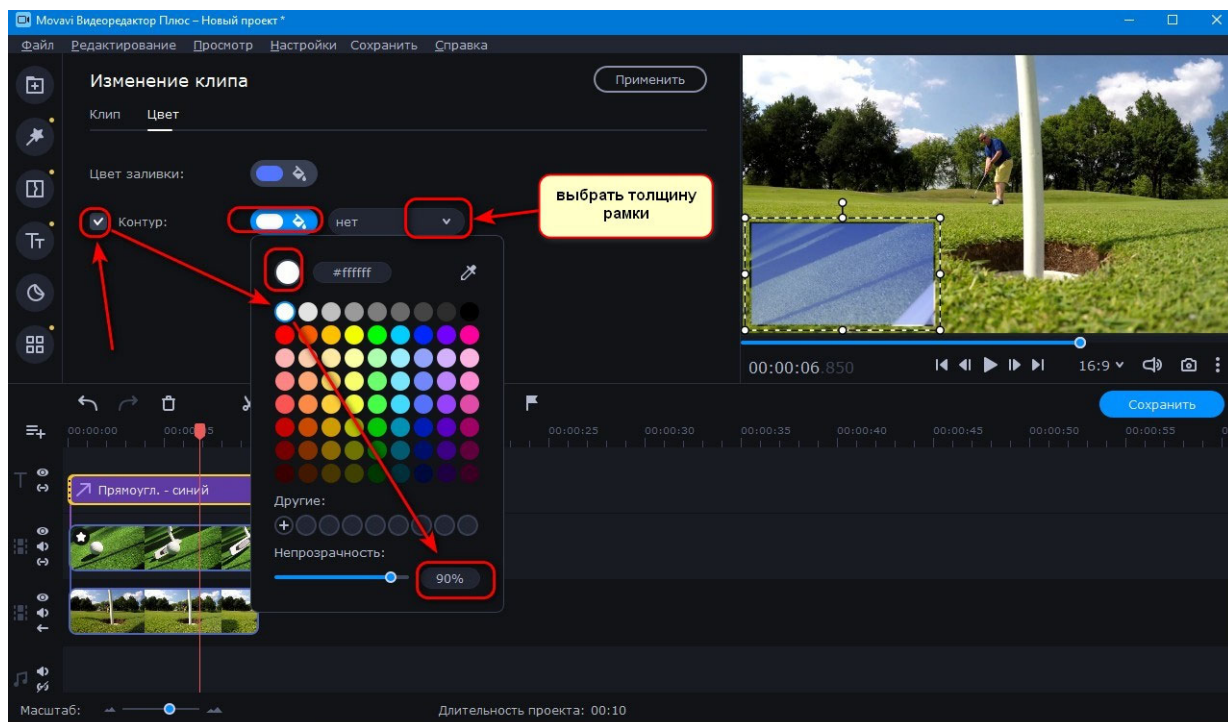 Movavi Видеоредактор Плюс – Новый проект *
Файл Редактирование Просмотр Настройки Сохранить Справка
Изменение клипа
Применить
Клип Цвет
Цвет заливки:
Контур:
нет
выбрать толщину
рамки
#ffffff
Другие:
Непрозрачность:
90%
00:00:06.850
16:9
Сохранить
00:00:00 00:00:05 00:00:25 00:00:30 00:00:35 00:00:40 00:00:45 00:00:50 00:00:55
Прямоугл. - синий
Масштаб:
Длительность проекта: 00:10